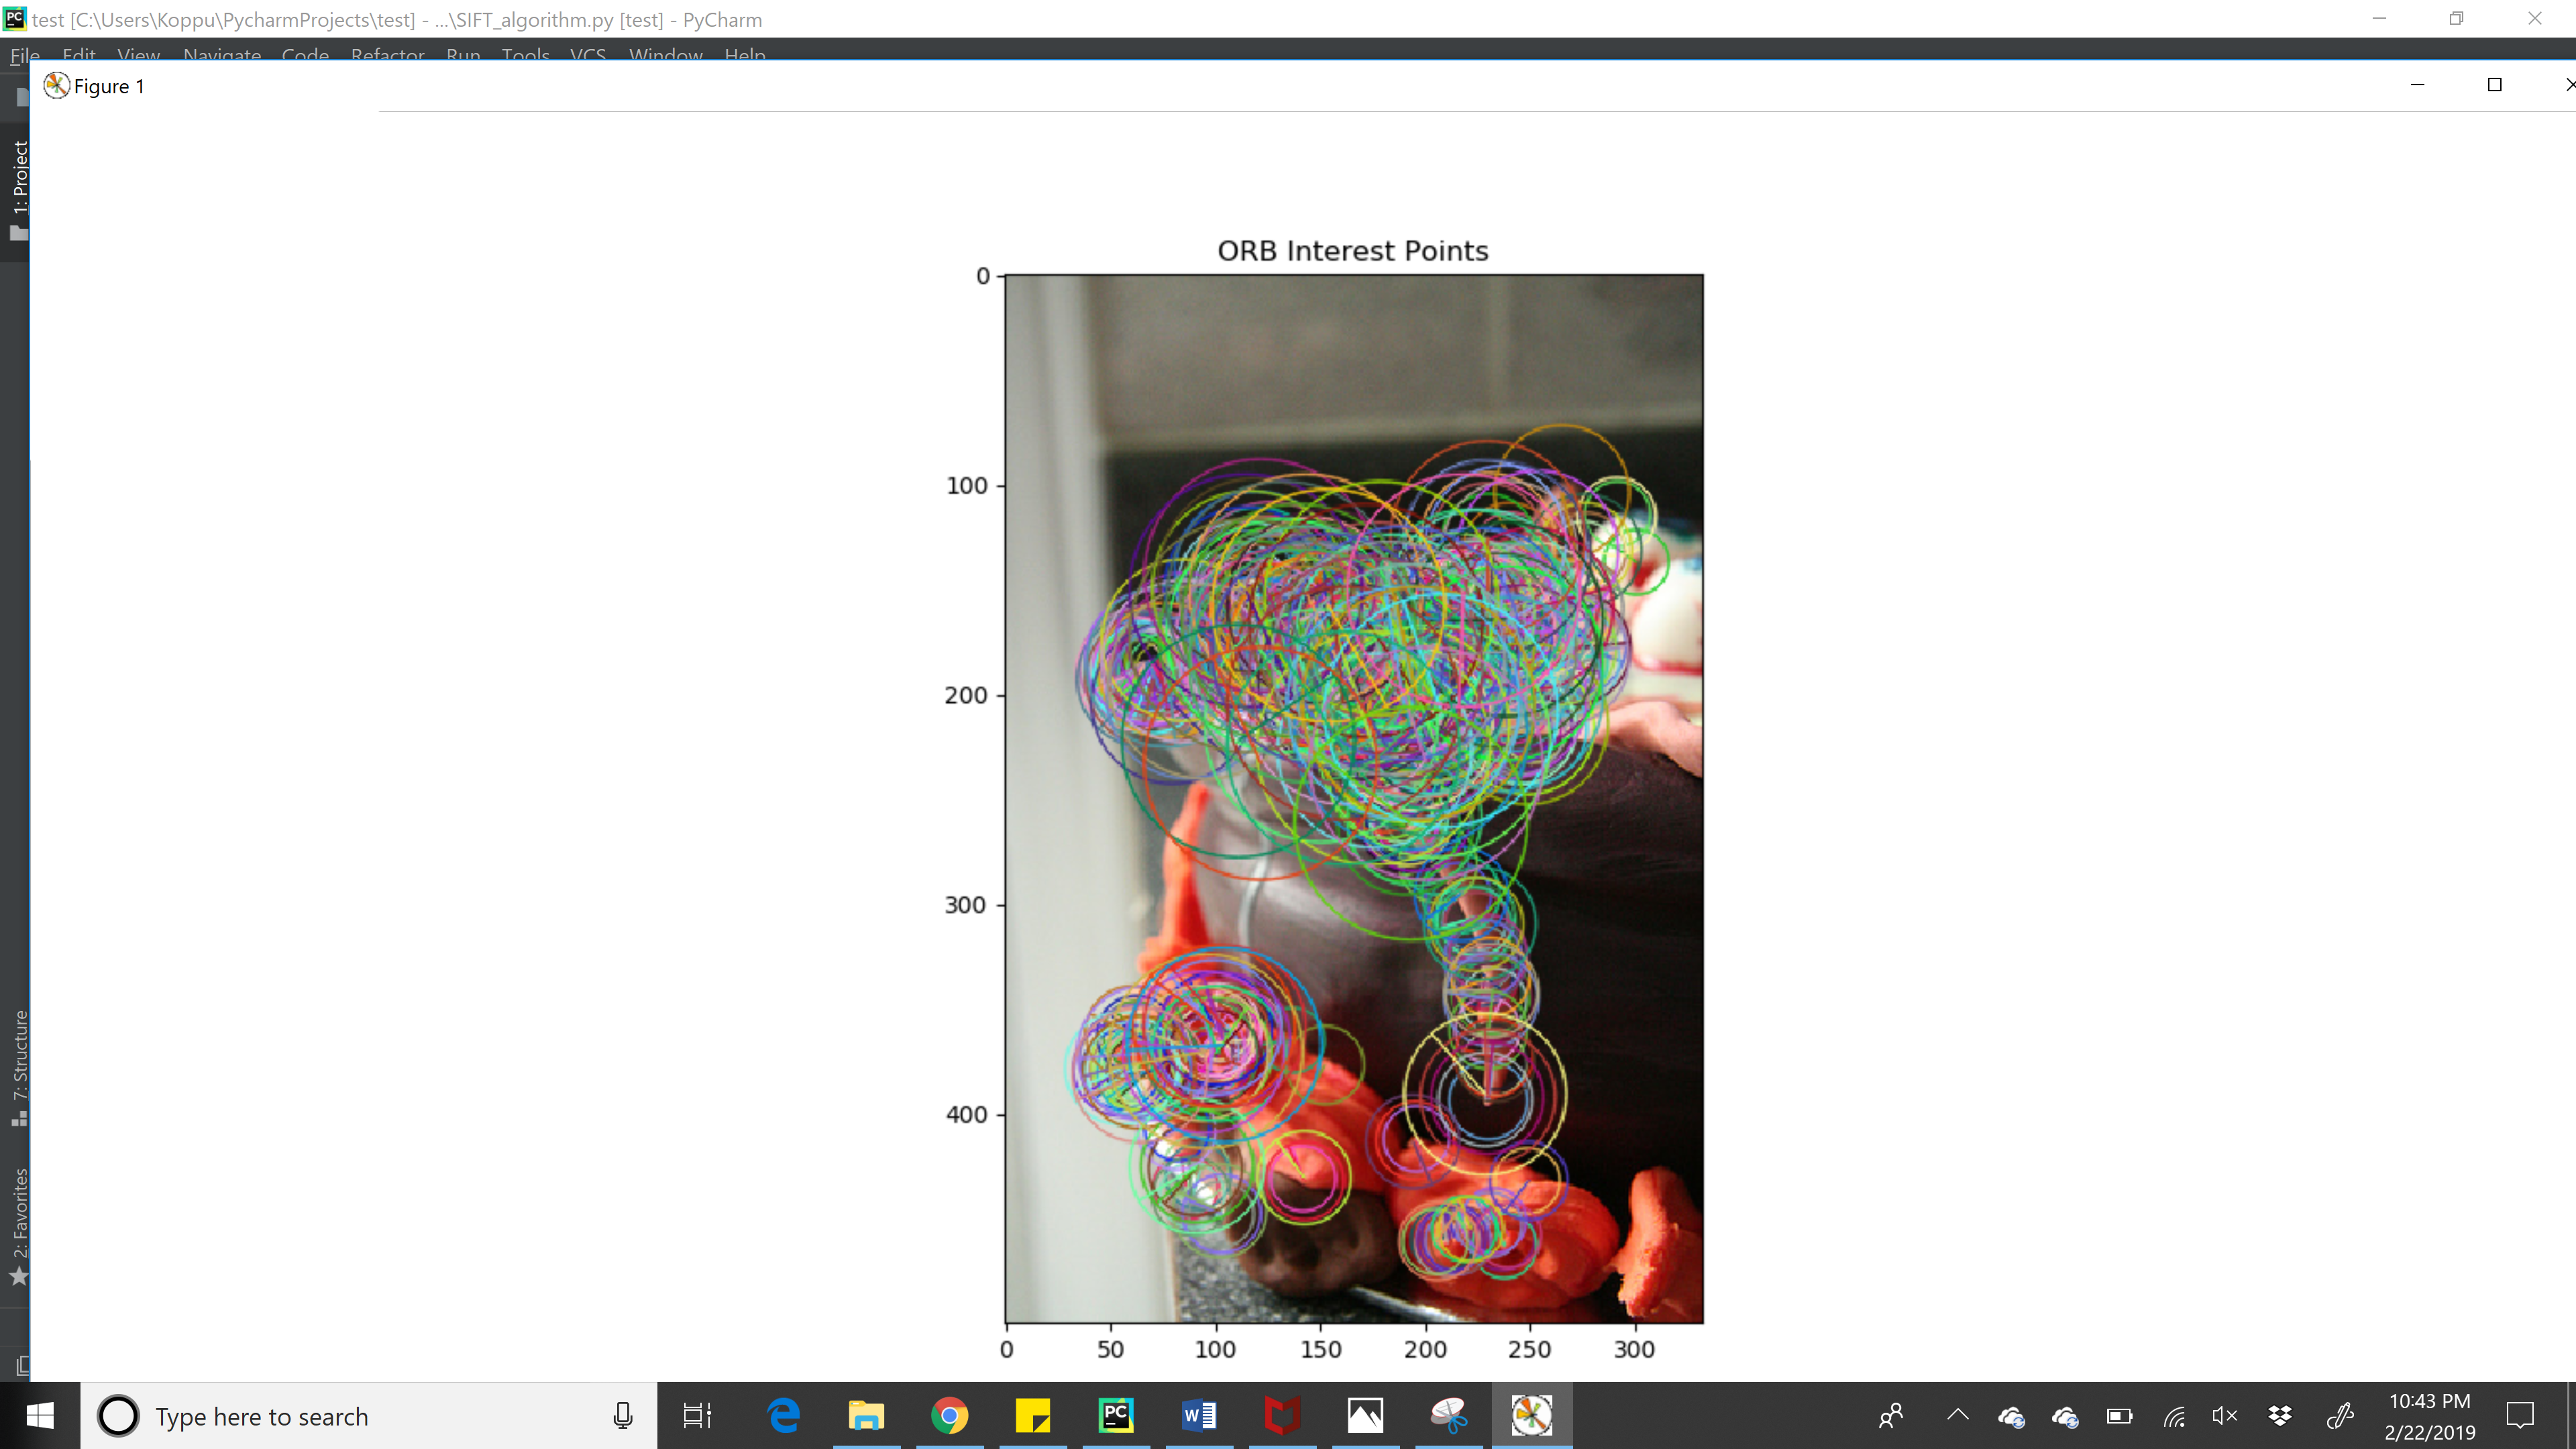 test [C:\Users\Koppu\PycharmProjects\test] - ...\SIFT_algorithm.py [test] - PyCharm
File Edit View Navigate Code Refactor Run Tools VCS Window Help
Figure 1
1: Project
7: Structure
2: Favorites
ORB Interest Points
0
100
200
300
400
0 50 100 150 200 250 300
Type here to search
PC
W
10:43 PM
2/22/2019